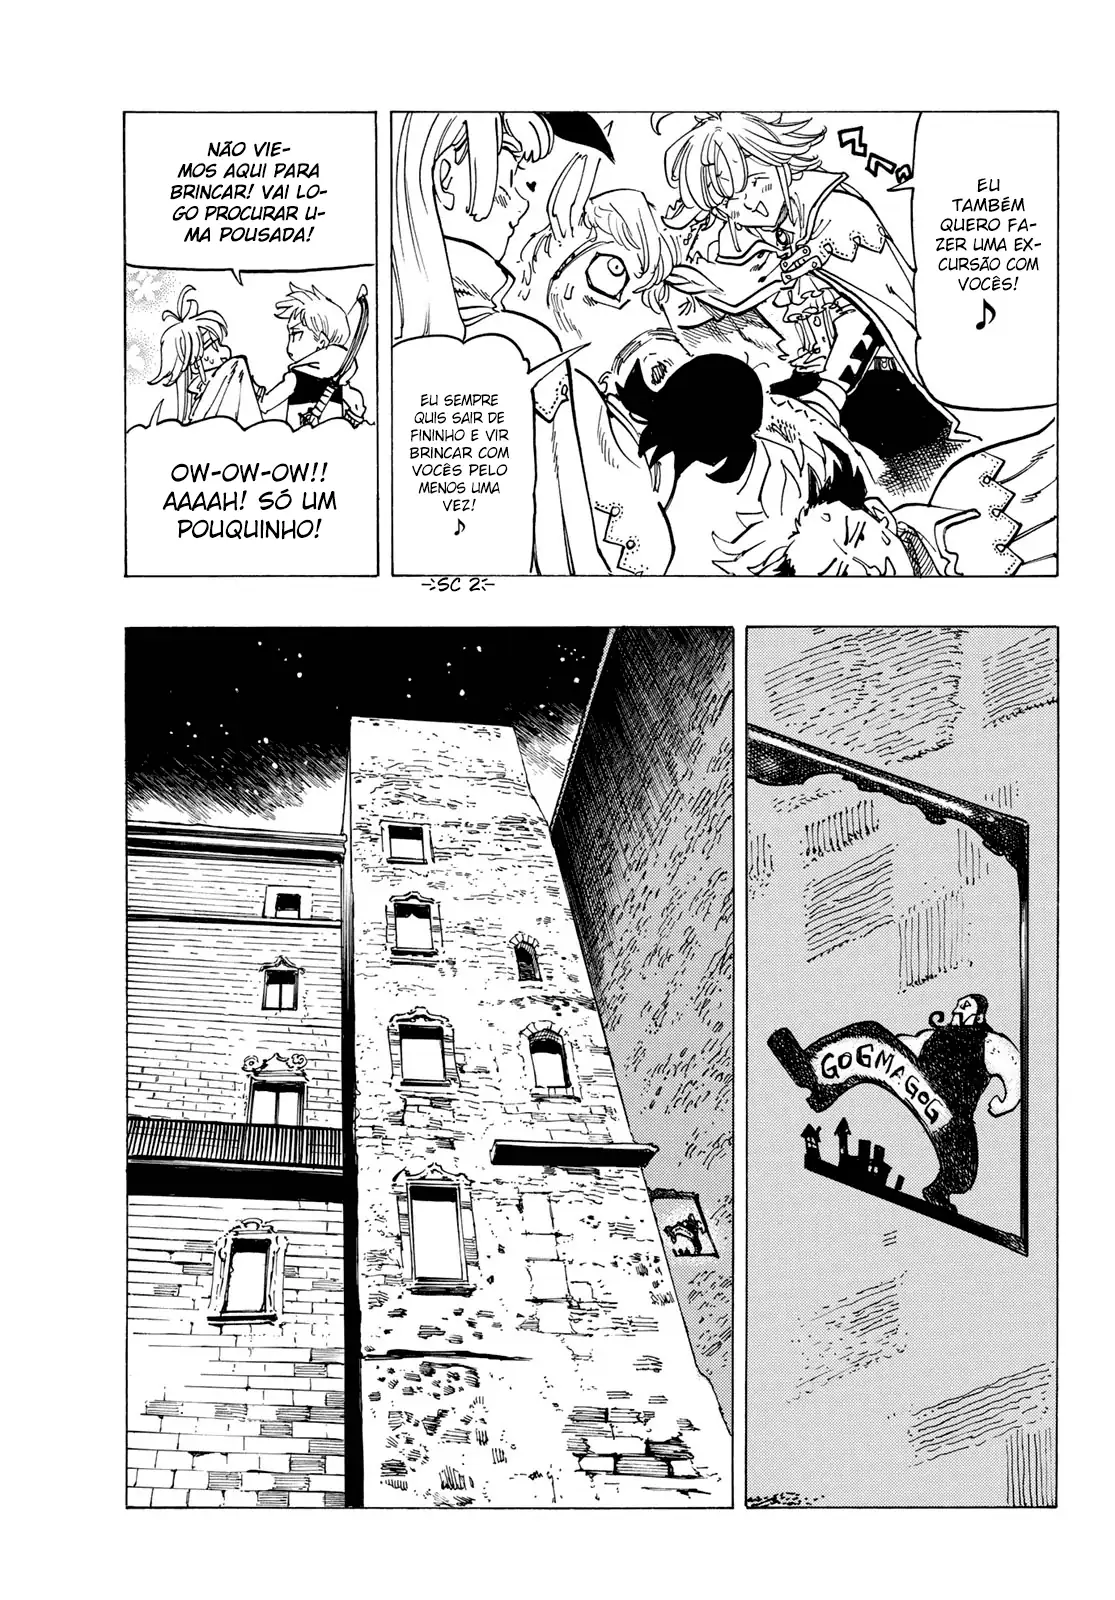 EU
TAMBÉM
QUERO FA-
ZER UMA EX-
CURSÃO COM
VOCÊS!
EU SEMPRE
QUIS SAIR DE
FININHO E VIR
BRINCAR COM
VOCÊS PELO
MENOS UMA
VEZ!
NÃO VIE-
MOS AQUI PARA
BRINCAR! VAI LO-
GO PROCURAR U-
MA POUSADA!
OW-OW-OW!!
AAAAH! SÓ UM
POUQUINHO!
SC 2
GOGMAGOG